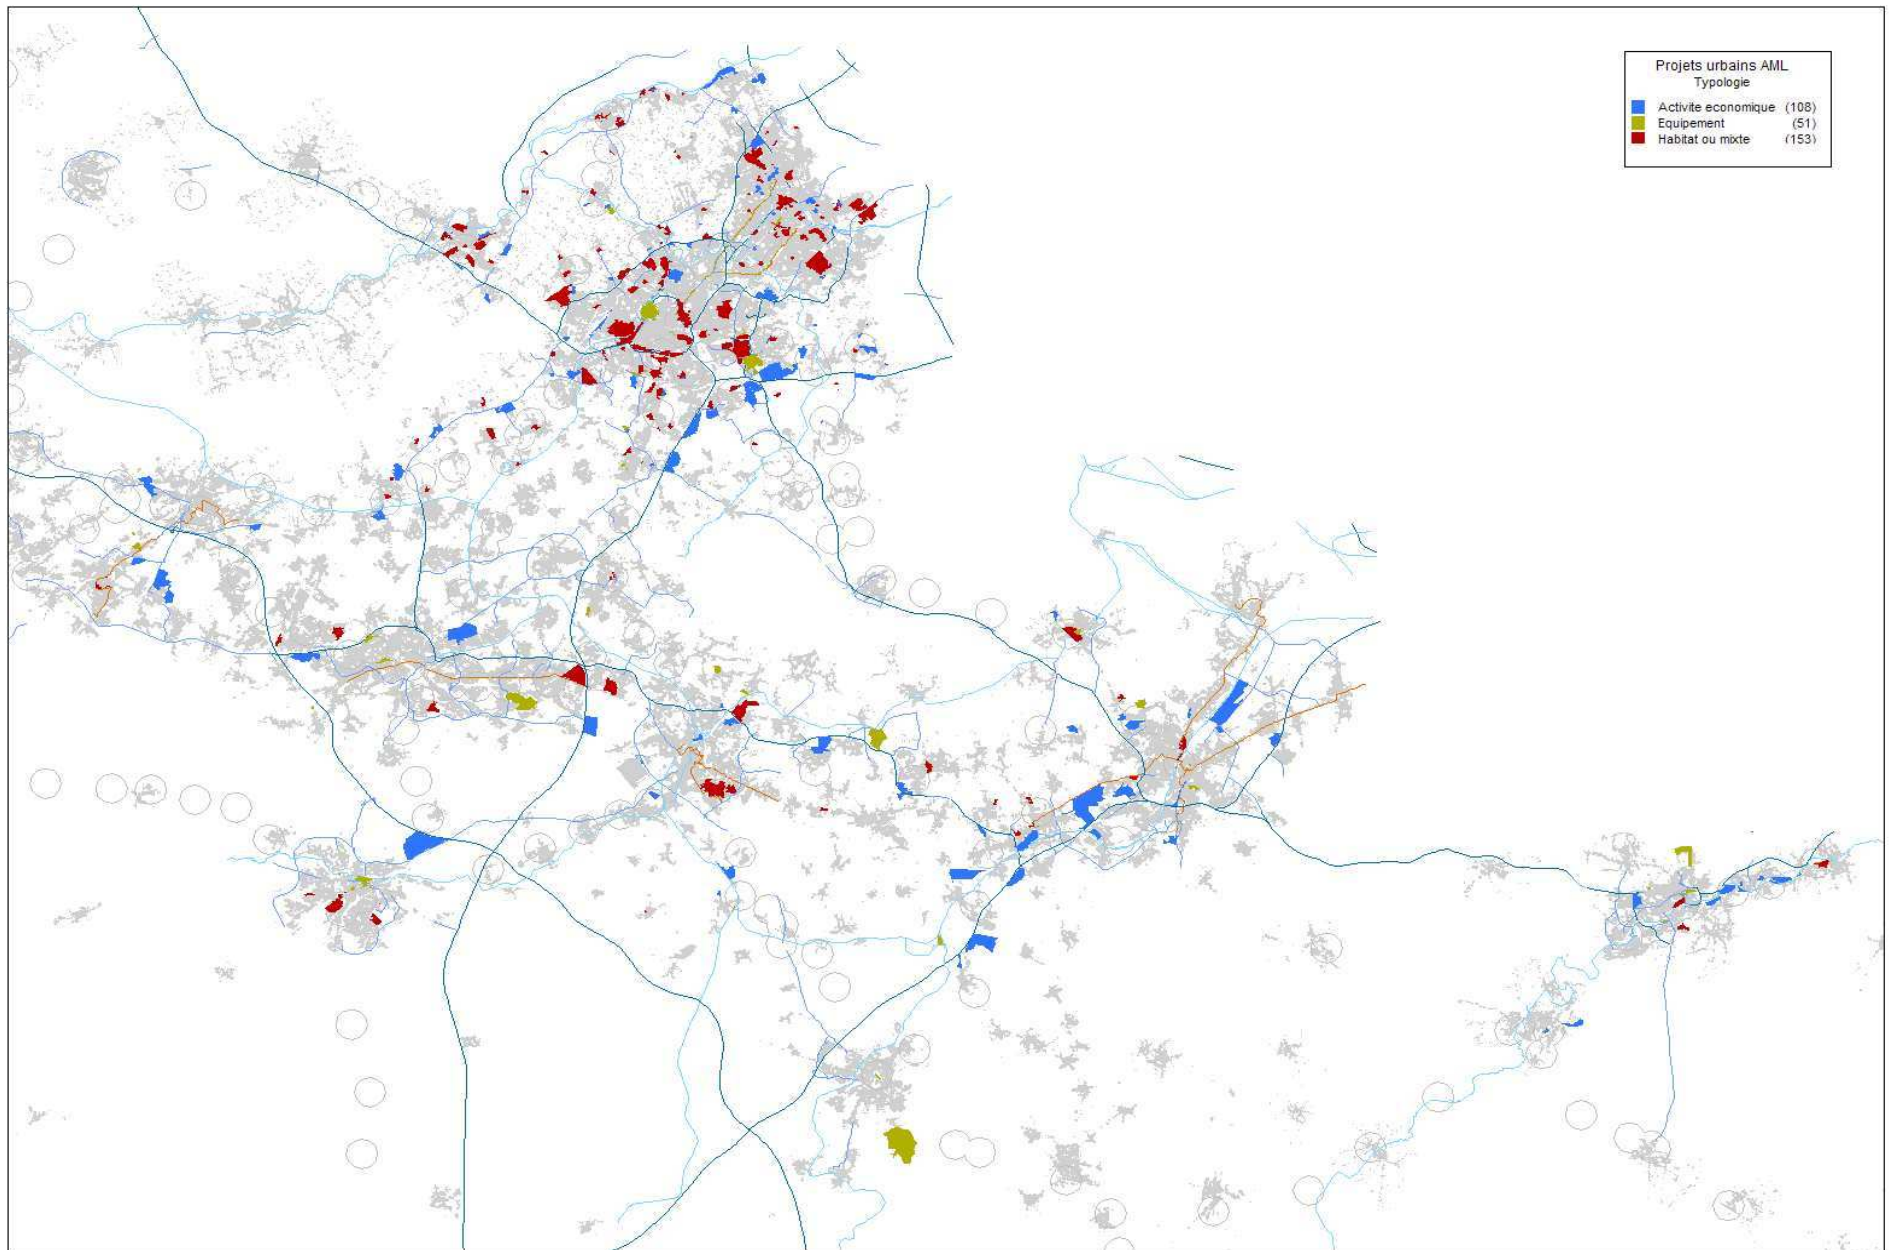 Projets urbains AML
Typologie
Activite economique (108)
Equipement (51)
Habitat ou mixte (153)